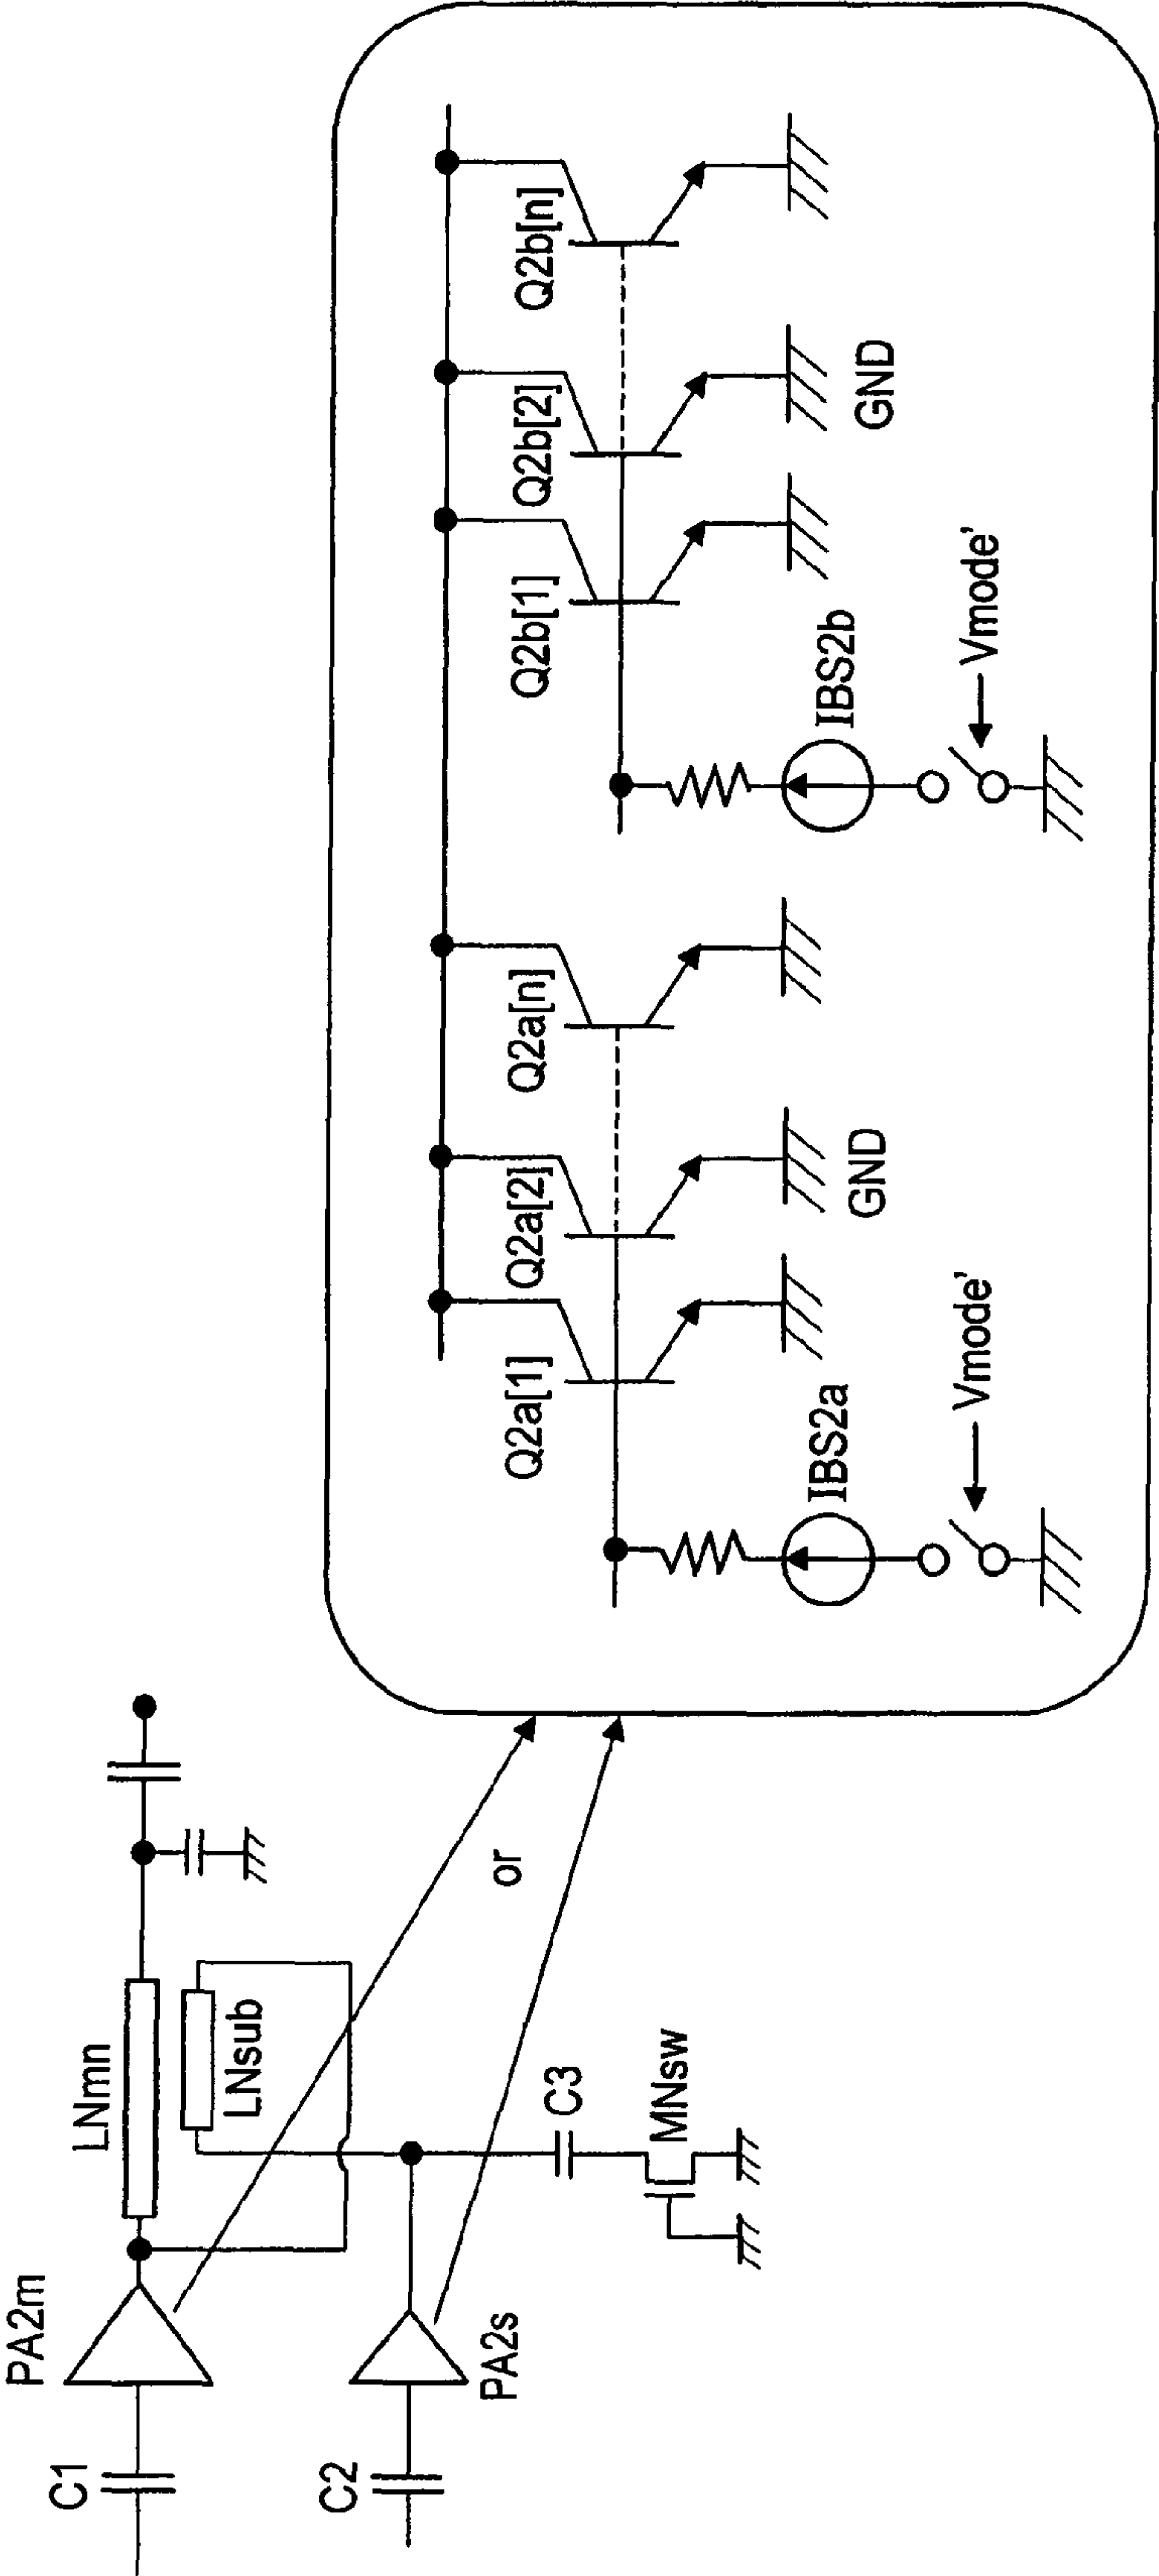 C1
PA2m
LNmn
C2
PA2s
LNsub
C3
MNsw
or
Q2a[1]
Q2a[2]
Q2a[n]
Q2b[1]
Q2b[2]
Q2b[n]
IBS2a
GND
IBS2b
GND
Vmode'
Vmode'